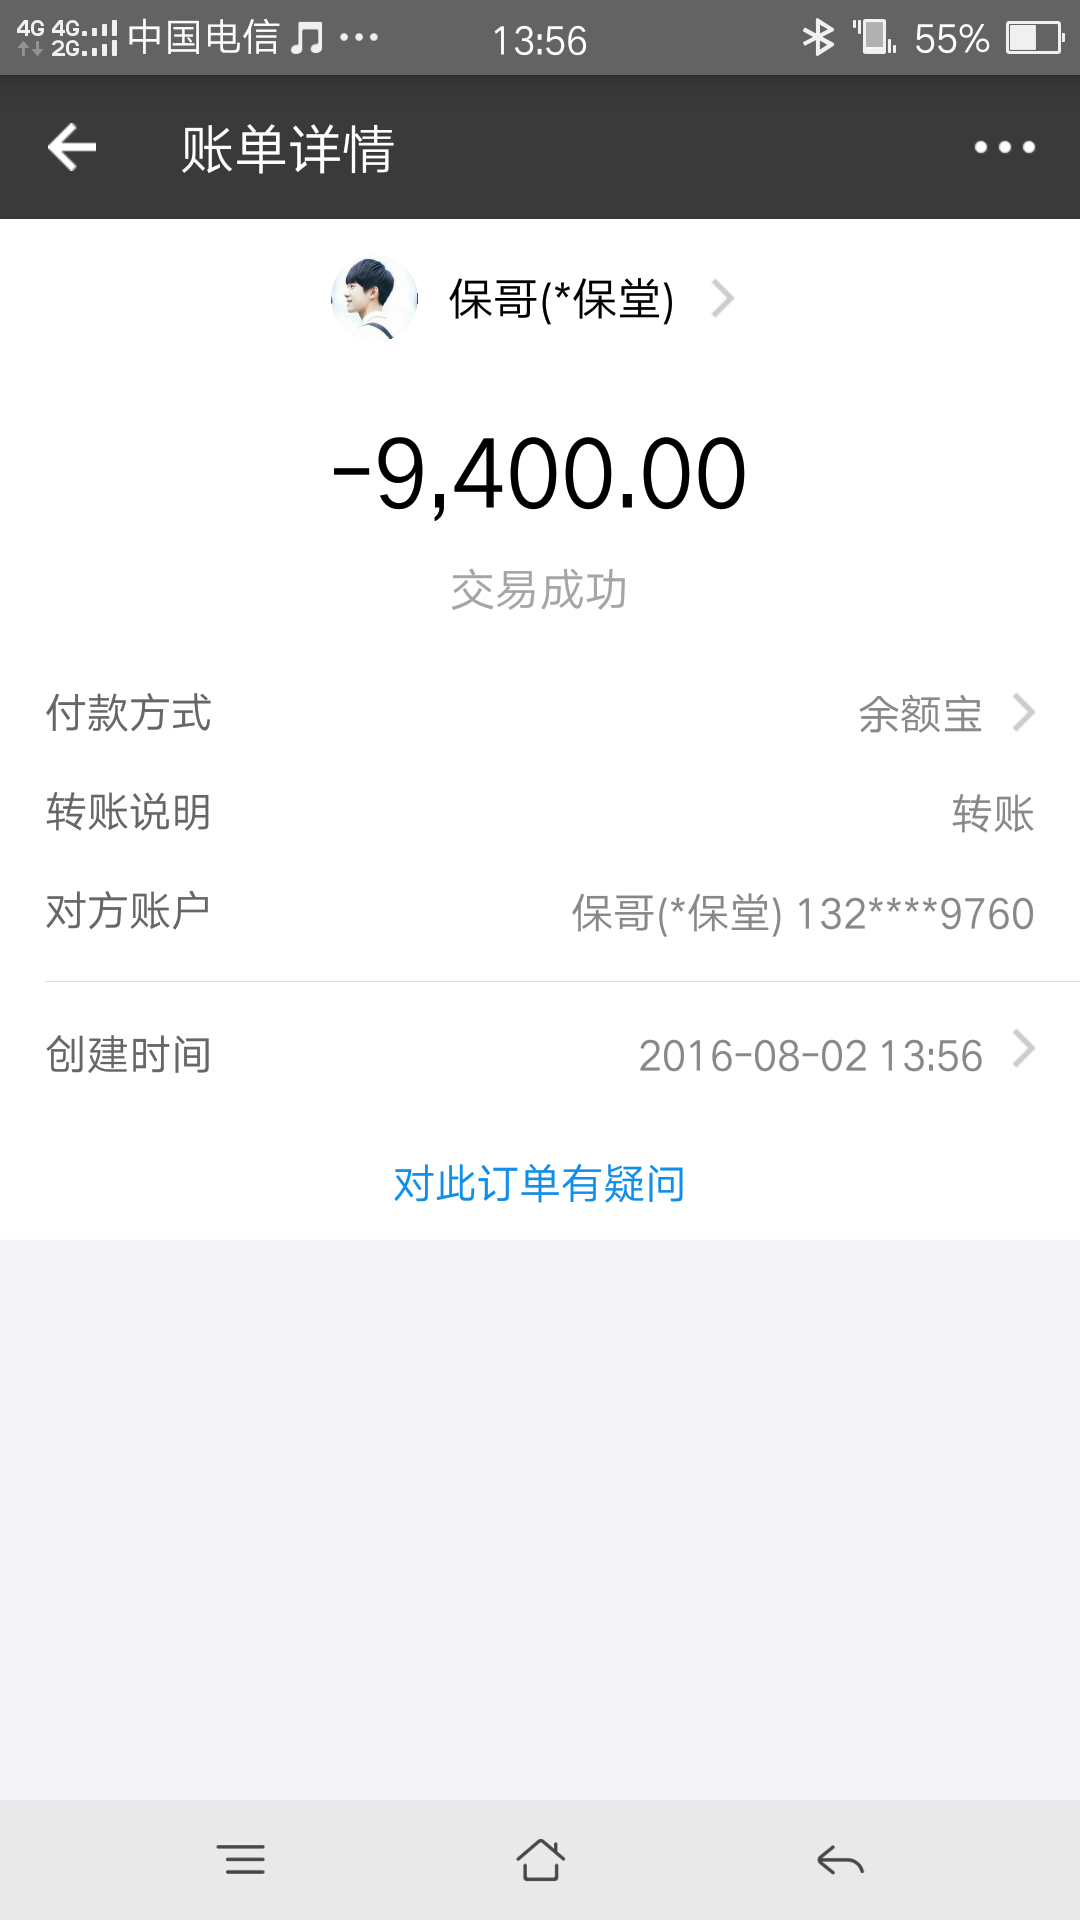 4G 4G 2G 中国电信 ... 13:56 55%
账单详情
保哥(*保堂)
-9,400.00
交易成功
付款方式 余额宝
转账说明 转账
对方账户 保哥(*保堂) 132****9760
创建时间 2016-08-02 13:56
对此订单有疑问